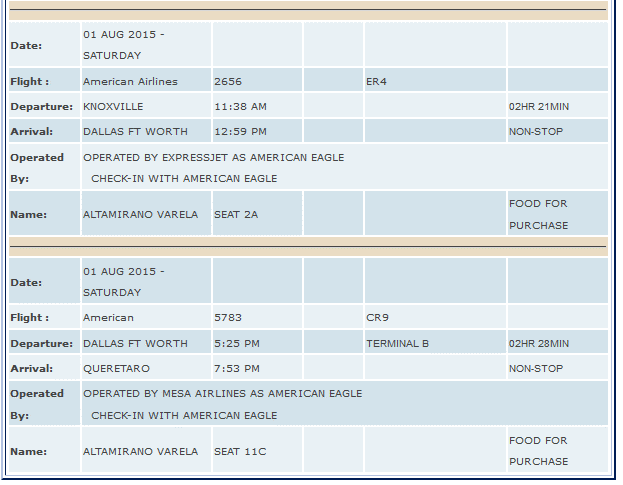 Date: 01 AUG 2015 - SATURDAY
Flight : American Airlines 2656 ER4
Departure: KNOXVILLE 11:38 AM 02HR 21MIN
Arrival: DALLAS FT WORTH 12:59 PM NON-STOP
Operated By: OPERATED BY EXPRESSJET AS AMERICAN EAGLE
CHECK-IN WITH AMERICAN EAGLE
Name: ALTAMIRANO VARELA SEAT 2A FOOD FOR PURCHASE
Date: 01 AUG 2015 - SATURDAY
Flight : American 5783 CR9
Departure: DALLAS FT WORTH 5:25 PM TERMINAL B 02HR 28MIN
Arrival: QUERETARO 7:53 PM NON-STOP
Operated By: OPERATED BY MESA AIRLINES AS AMERICAN EAGLE
CHECK-IN WITH AMERICAN EAGLE
Name: ALTAMIRANO VARELA SEAT 11C FOOD FOR PURCHASE